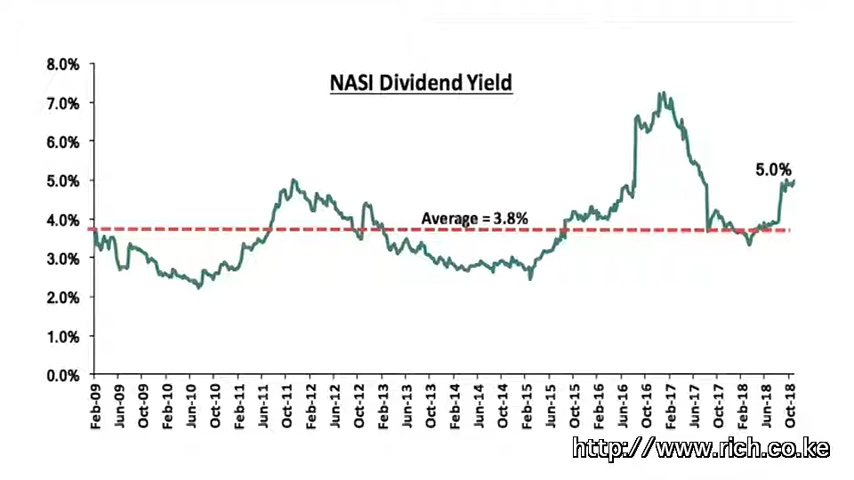 NASI Dividend Yield
8.0%
7.0%
6.0%
5.0%
4.0%
3.0%
2.0%
1.0%
0.0%
5.0%
Average = 3.8%
Feb-09
Jun-09
Oct-09
Feb-10
Jun-10
Oct-10
Feb-11
Jun-11
Oct-11
Feb-12
Jun-12
Oct-12
Feb-13
Jun-13
Oct-13
Feb-14
Jun-14
Oct-14
Feb-15
Jun-15
Oct-15
Feb-16
Jun-16
Oct-16
Feb-17
Jun-17
Oct-17
Feb-18
Jun-18
Oct-18
http://www.rich.co.ke